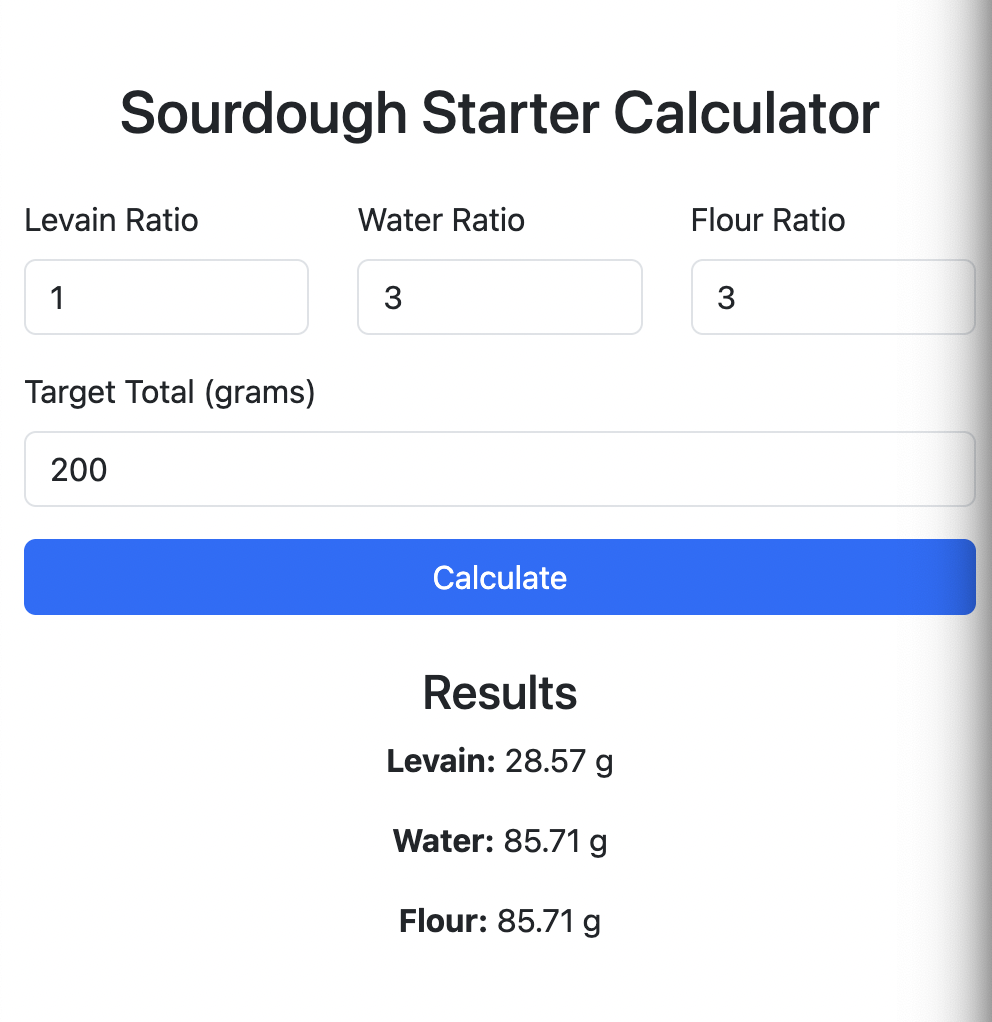 Sourdough Starter Calculator
Levain Ratio Water Ratio Flour Ratio
1 3 3
Target Total (grams)
200
Calculate
Results
Levain: 28.57 g
Water: 85.71 g
Flour: 85.71 g